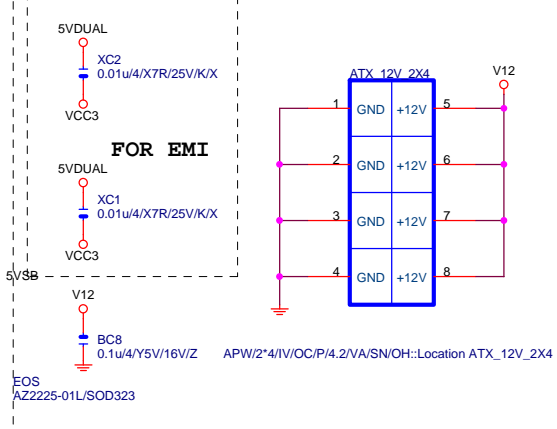 5VDUAL
XC2
0.01u/4/X7R/25V/K/X
VCC3
FOR EMI
5VDUAL
XC1
0.01u/4/X7R/25V/K/X
VCC3
5VSB
V12
BC8
0.1u/4/Y5V/16V/Z
EOS
AZ2225-01L/SOD323
ATX_12V_2X4
V12
1 GND +12V 5
2 GND +12V 6
3 GND +12V 7
4 GND +12V 8
APW/2*4/IV/OC/P/4.2/VA/SN/OH::Location ATX_12V_2X4